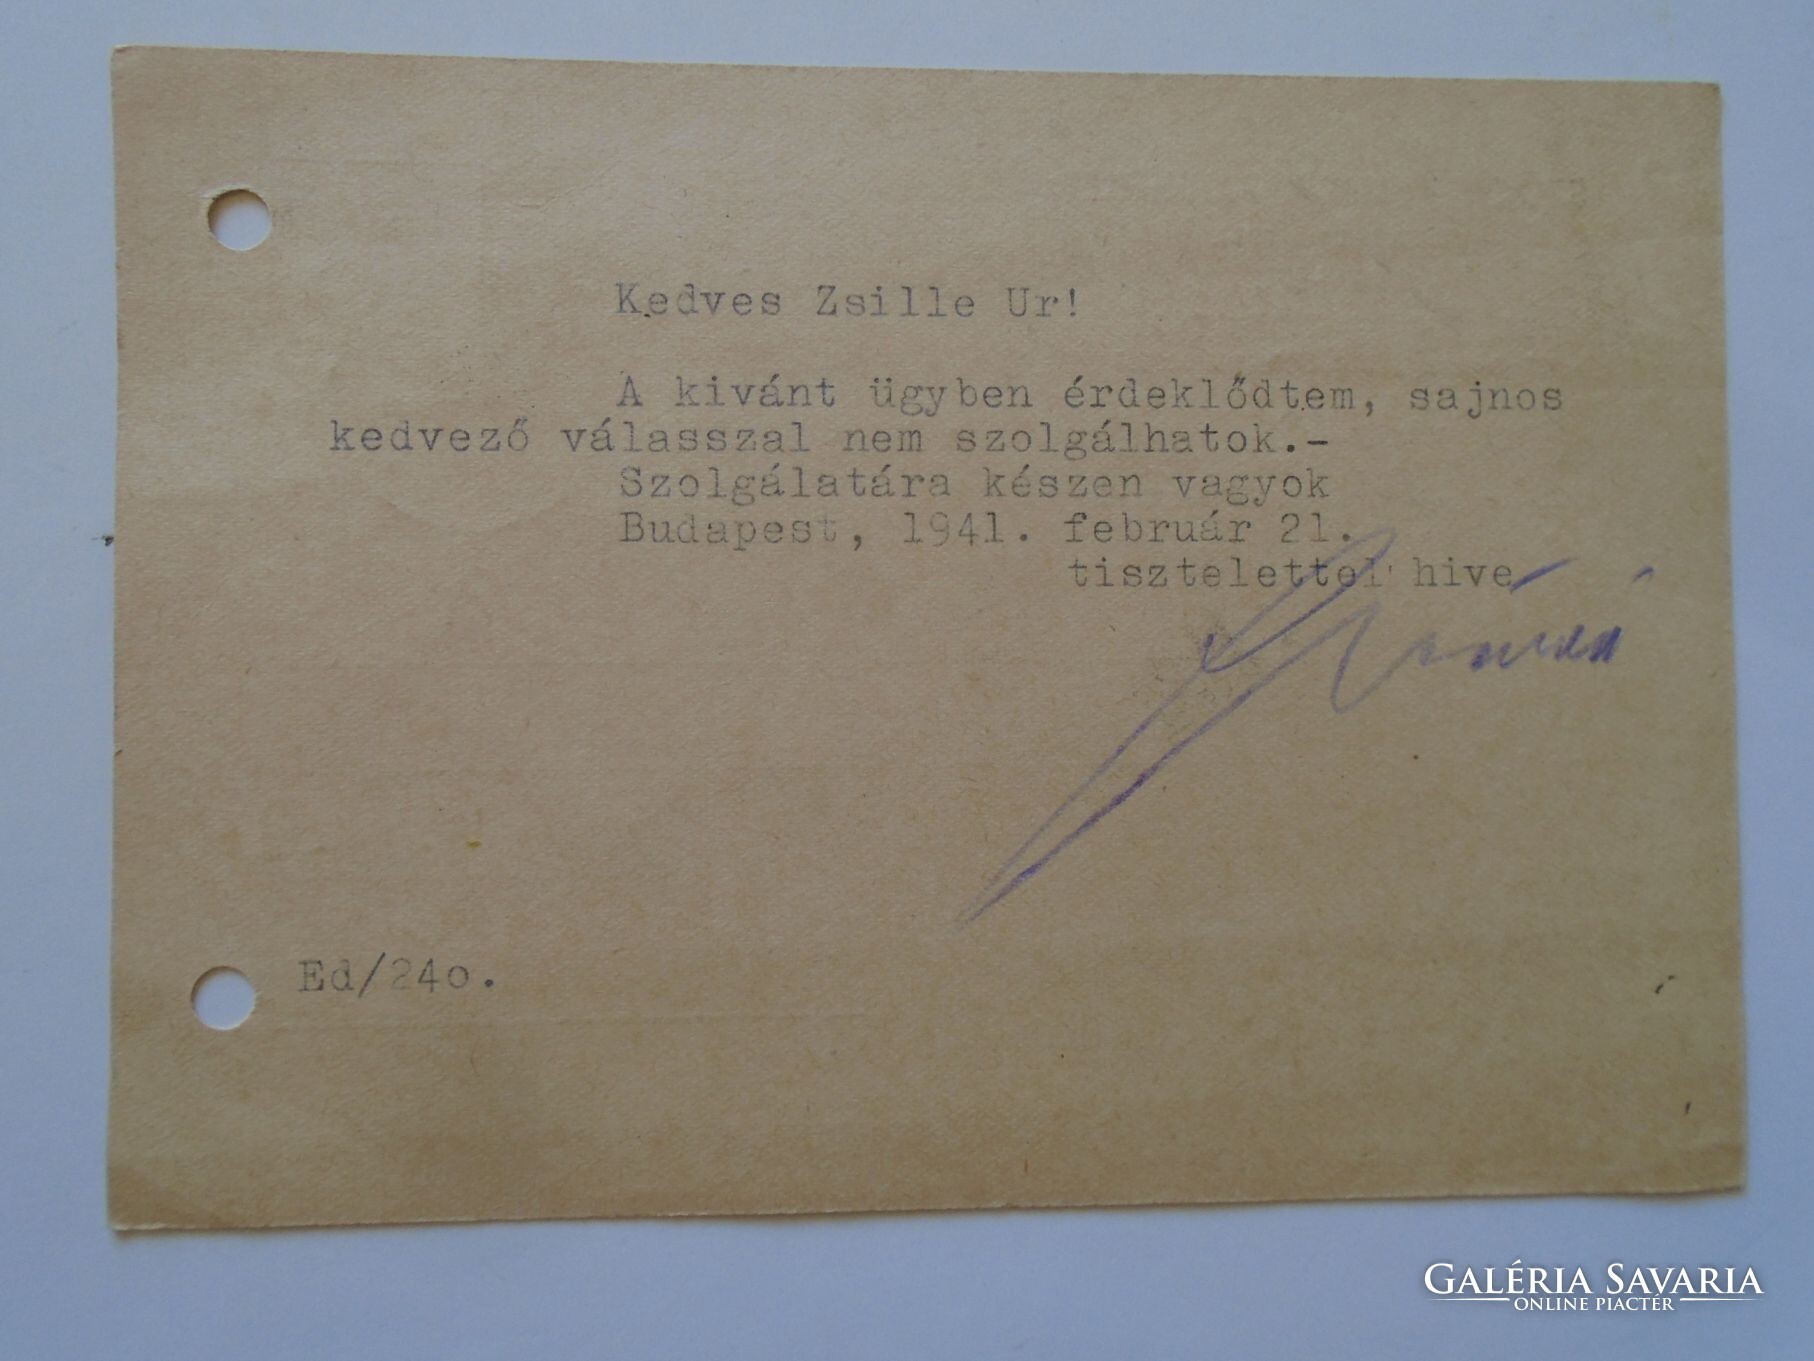 Kedves Zsille Ur!
A kivánt ügyben érdeklődtem, sajnos
kedvező válasszal nem szolgálhatok.-
Szolgálatára készen vagyok
Budapest, 1941. február 21.
tisztelettel hive
Ed/24o.
GALÉRIA SAVARIA
ONLINE PIACTÉR